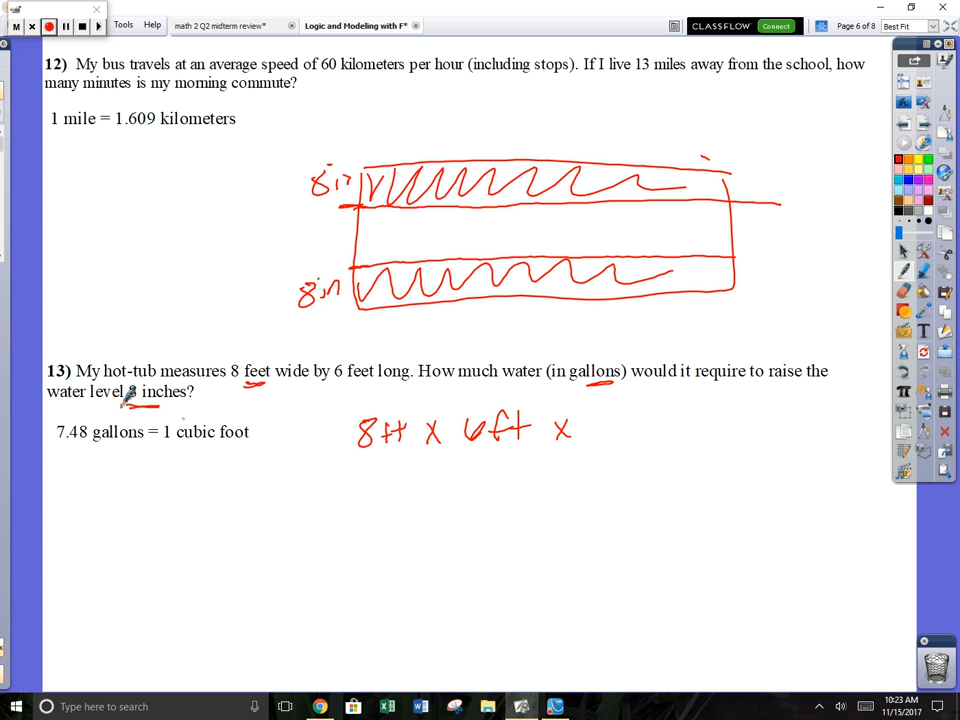 M
Tools
Help
math 2 Q2 midterm review*
Logic and Modeling with F*
CLASSFLOW
Connect
Page 6 of 8
Best Fit
12) My bus travels at an average speed of 60 kilometers per hour (including stops). If I live 13 miles away from the school, how
many minutes is my morning commute?
1 mile = 1.609 kilometers
8 in
8 in
13) My hot-tub measures 8 feet wide by 6 feet long. How much water (in gallons) would it require to raise the
water level 8 inches?
7.48 gallons = 1 cubic foot
8ft x 6ft x
Type here to search
10:23 AM
11/15/2017